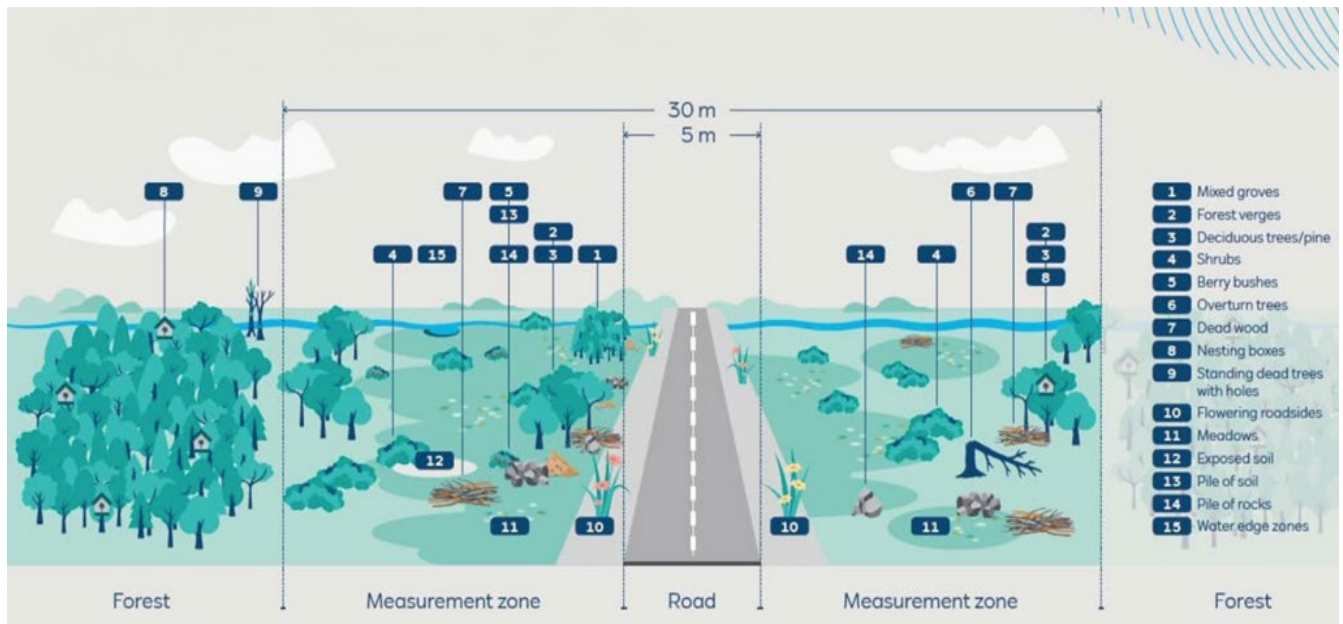 30 m
5 m
8 9 7 5 6 7
13
2 2
4 15 14 3 1 14 4 3
8
12
11 10 10 11
1 Mixed groves
2 Forest verges
3 Deciduous trees/pine
4 Shrubs
5 Berry bushes
6 Overturn trees
7 Dead wood
8 Nesting boxes
9 Standing dead trees
with holes
10 Flowering roadsides
11 Meadows
12 Exposed soil
13 Pile of soil
14 Pile of rocks
15 Water edge zones
Forest Measurement zone Road Measurement zone Forest